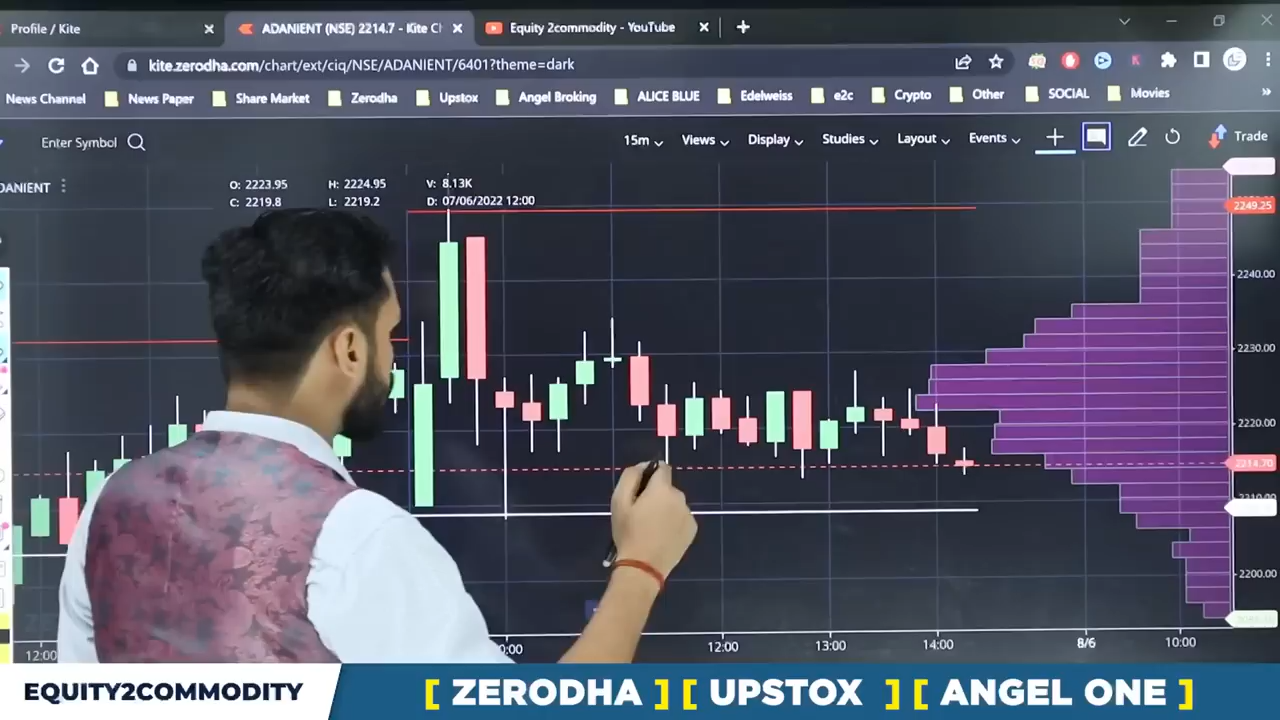 Profile / Kite
ADANIENT (NSE) 2214.7 - Kite Ch
Equity 2commodity - YouTube
kite.zerodha.com/chart/ext/ciq/NSE/ADANIENT/6401?theme=dark
News Channel
News Paper
Share Market
Zerodha
Upstox
Angel Broking
ALICE BLUE
Edelweiss
e2c
Crypto
Other
SOCIAL
Movies
Enter Symbol
15m
Views
Display
Studies
Layout
Events
Trade
DANIENT
O: 2223.95
H: 2224.95
V: 8.13K
C: 2219.8
L: 2219.2
D: 07/06/2022 12:00
2249.25
2240.00
2230.00
2220.00
2214.70
2200.00
12:00
0:00
12:00
13:00
14:00
8/6
10:00
EQUITY2COMMODITY
[ ZERODHA ] [ UPSTOX ] [ ANGEL ONE ]